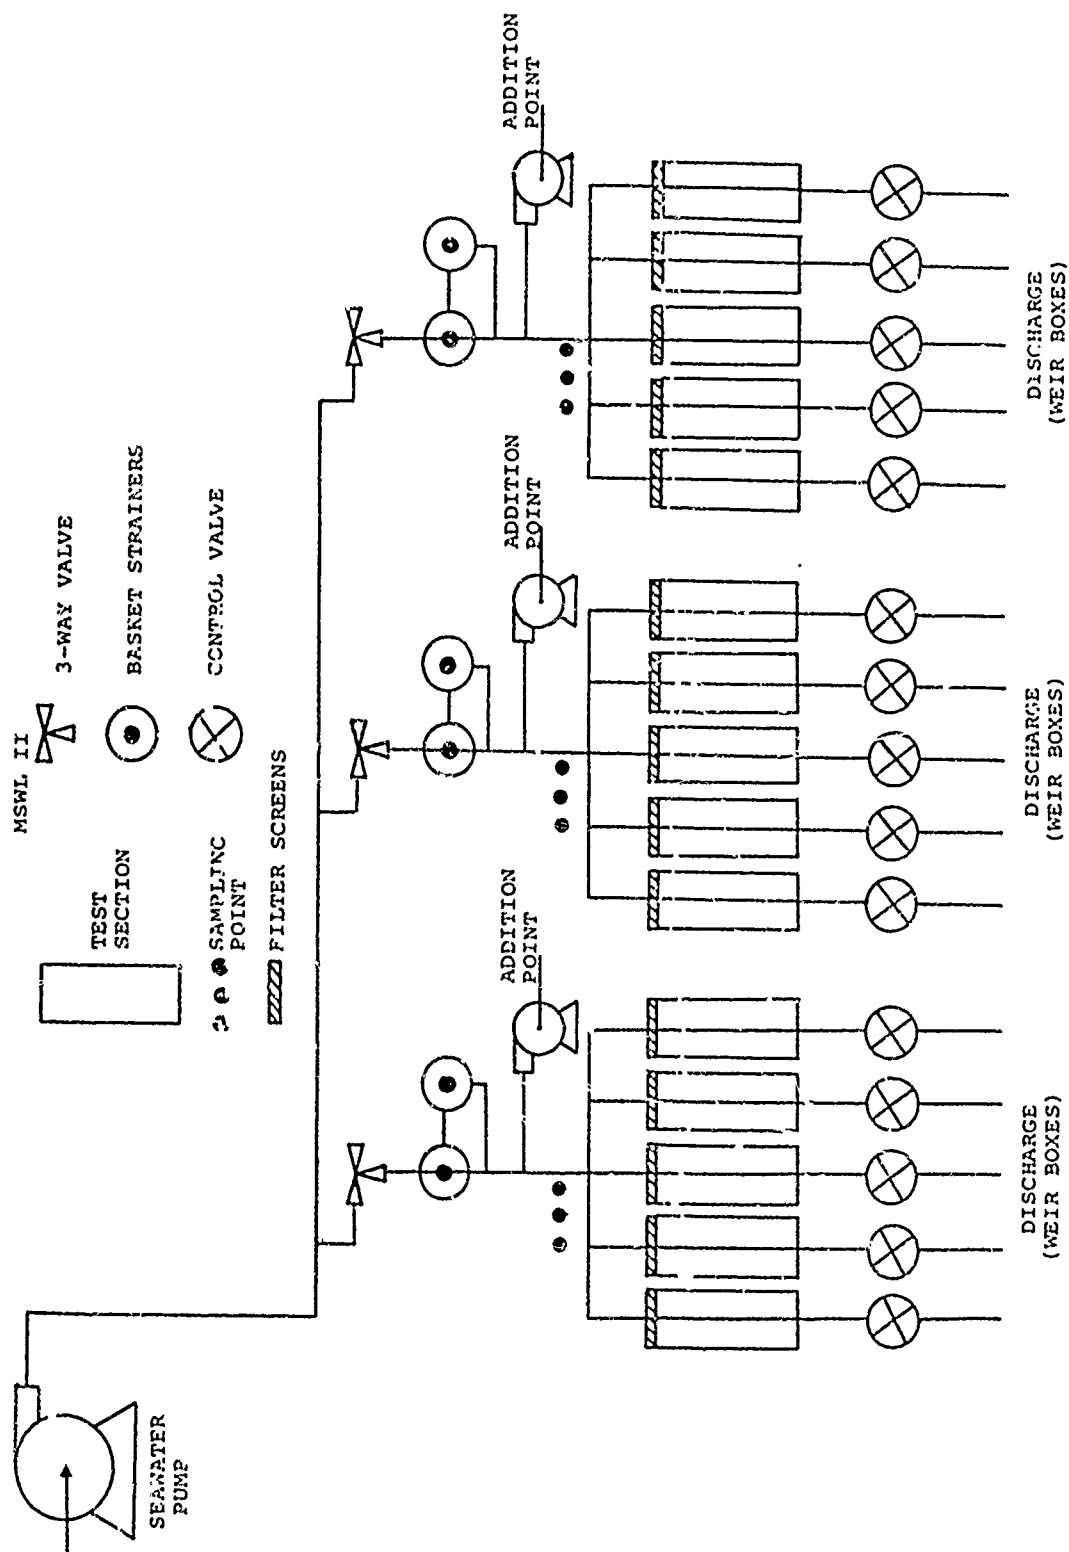 MSWL II
TEST
SECTION
3-WAY VALVE
SAMPLING
POINT
BASKET STRAINERS
FILTER SCREENS
CONTROL VALVE
SEAWATER
PUMP
ADDITION
POINT
ADDITION
POINT
ADDITION
POINT
DISCHARGE
(WEIR BOXES)
DISCHARGE
(WEIR BOXES)
DISCHARGE
(WEIR BOXES)